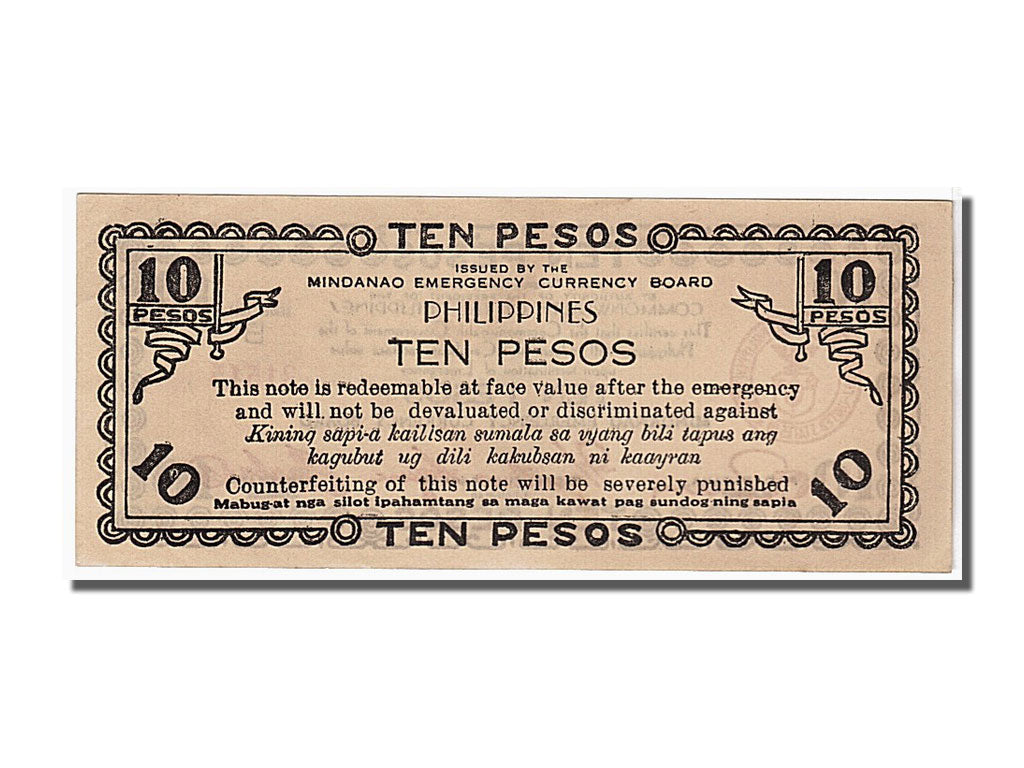 TEN PESOS
10 PESOS
10 PESOS
ISSUED BY THE
MINDANAO EMERGENCY CURRENCY BOARD
PHILIPPINES
TEN PESOS
This note is redeemable at face value after the emergency
and will not be devaluated or discriminated against
Kining sapi-a kailisan sumala sa uyang bili tapus ang
kagubut ug dili kakubsan ni kaayran
Counterfeiting of this note will be severely punished
Mabug-at nga silot ipahamtang sa maga kawat pag sundog ning sapia
10
10
TEN PESOS